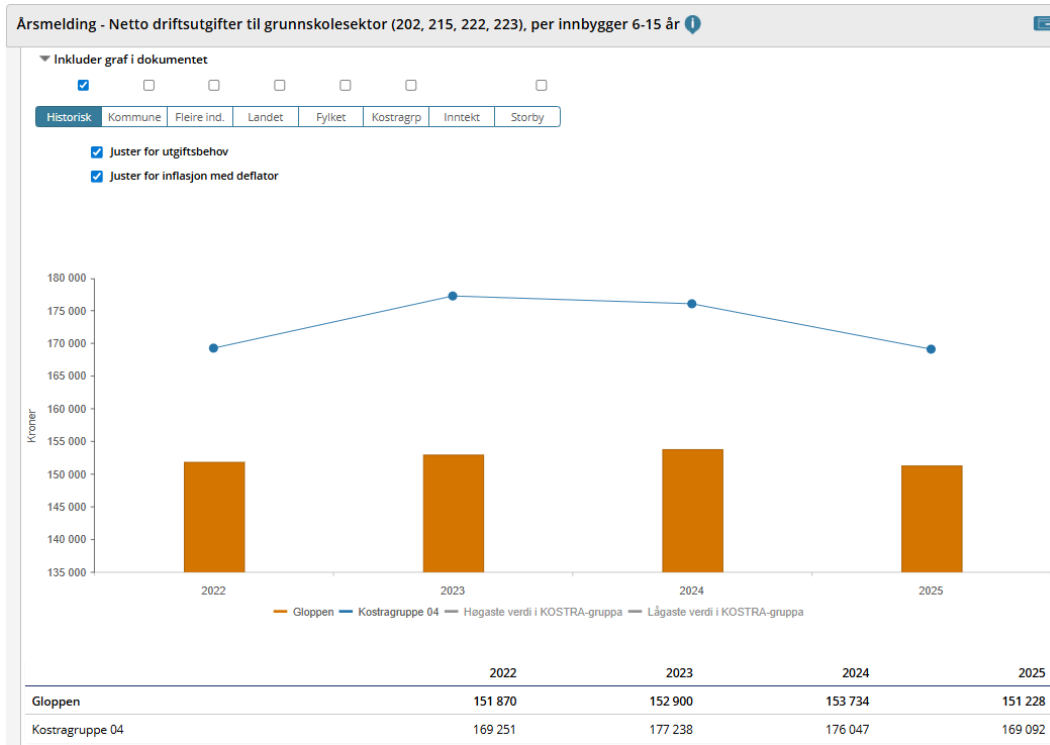 Årsmelding - Netto driftsutgifter til grunnskolesektor (202, 215, 222, 223), per innbygger 6-15 år
Inkluder graf i dokumentet
Historisk Kommune Fleire ind. Landet Fylket Kostragrp Inntekt Storby
Juster for utgiftsbehov
Juster for inflasjon med deflator
180 000
175 000
170 000
165 000
160 000
155 000
150 000
145 000
140 000
135 000
Kroner
2022 2023 2024 2025
Gloppen Kostragruppe 04 Høgaste verdi i KOSTRA-gruppa Lågaste verdi i KOSTRA-gruppa
2022 2023 2024 2025
Gloppen 151 870 152 900 153 734 151 228
Kostragruppe 04 169 251 177 238 176 047 169 092